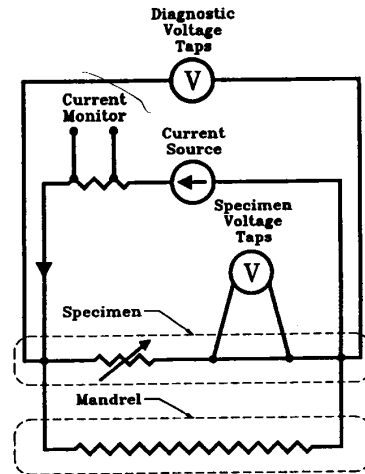 Diagnostic
Voltage
Taps
V
Current
Monitor
Current
Source
Specimen
Voltage
Taps
V
Specimen
Mandrel